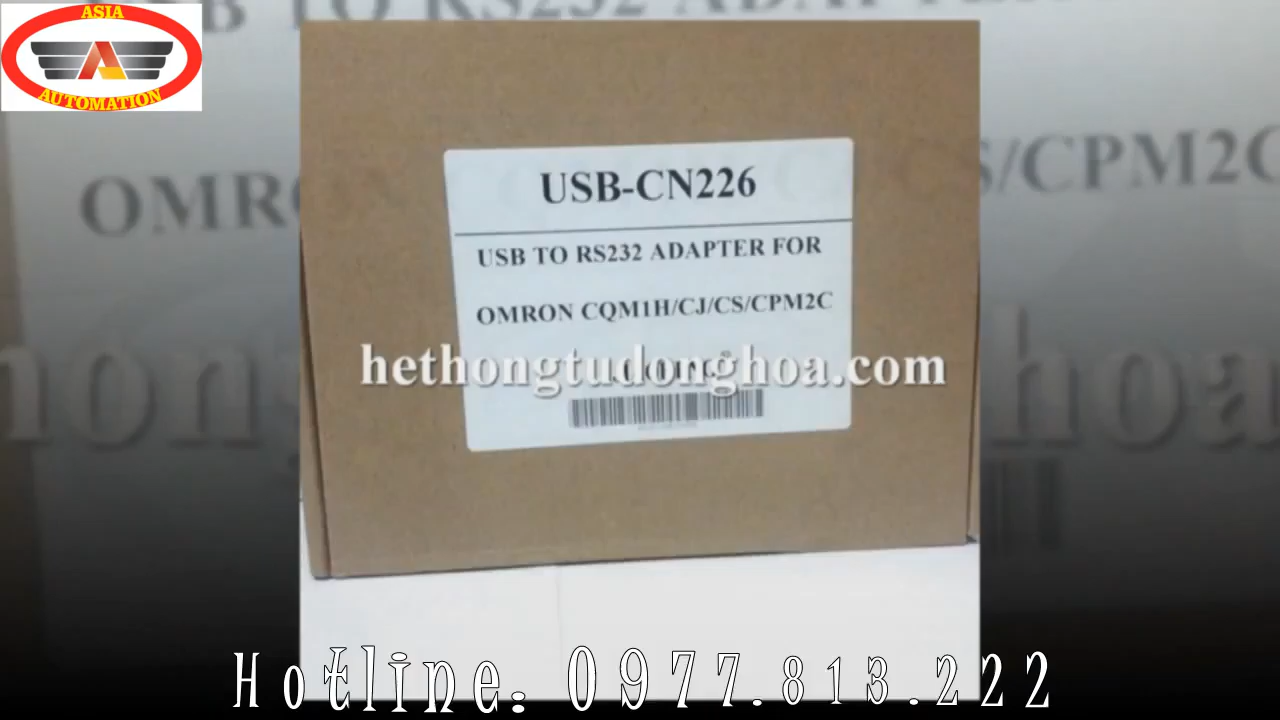 ASIA
AUTOMATION
USB-CN226
USB TO RS232 ADAPTER FOR
OMRON CQM1H/CJ/CS/CPM2C
hethongtudonghoa.com
Hotline: 0977.813.222